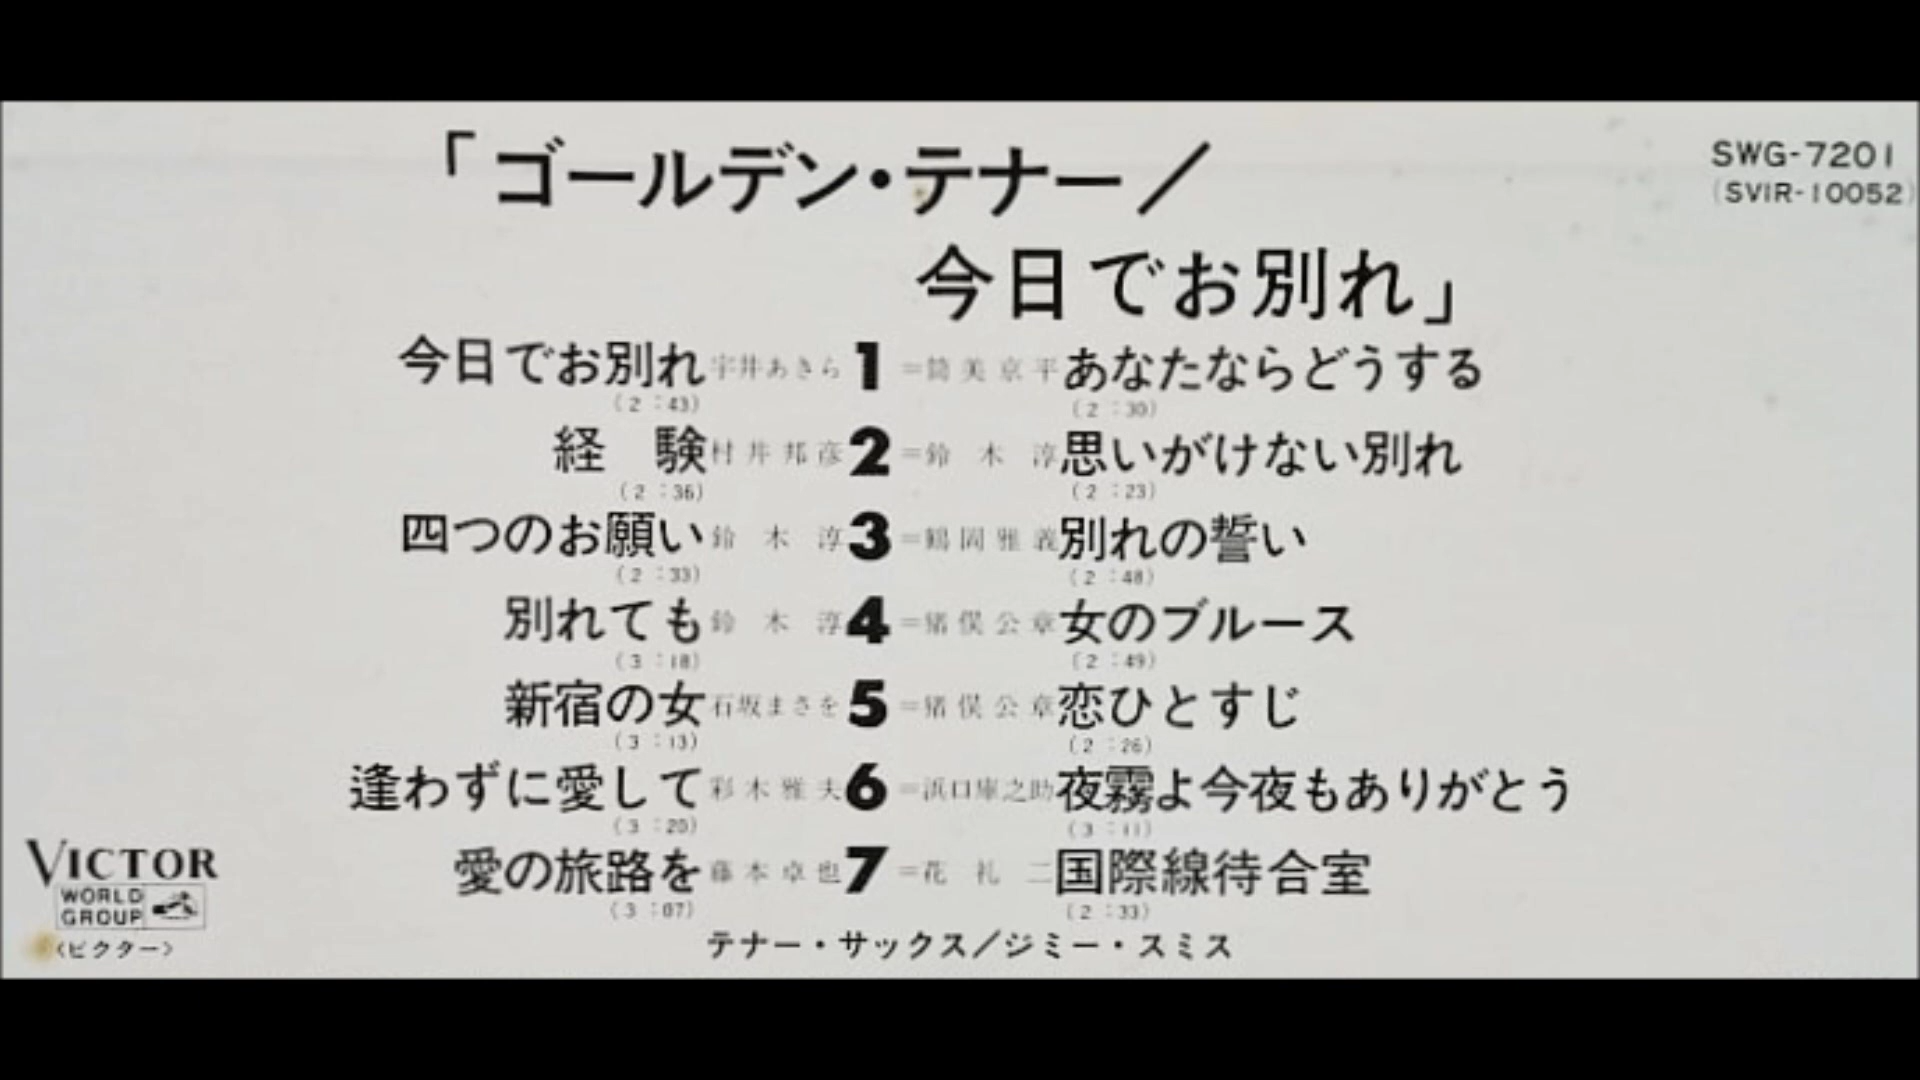 「ゴールデン・テナー／
今日でお別れ」
SWG-7201
(SVIR-10052)
今日でお別れ 宇井あきら 1 =筒美京平 あなたならどうする
(2:43) (2:30)
経 験 村井邦彦 2 =鈴木淳 思いがけない別れ
(2:36) (2:23)
四つのお願い 鈴木淳 3 =鶴岡雅義 別れの誓い
(2:33) (2:48)
別れても 鈴木淳 4 =猪俣公章 女のブルース
(3:18) (2:49)
新宿の女 石坂まさを 5 =猪俣公章 恋ひとすじ
(3:13) (2:26)
逢わずに愛して 彩木雅夫 6 =浜口庫之助 夜霧よ今夜もありがとう
(3:20) (3:11)
愛の旅路を 藤本卓也 7 =花礼二 国際線待合室
(3:07) (2:33)
テナー・サックス／ジミー・スミス
VICTOR
WORLD
GROUP
〈ビクター〉